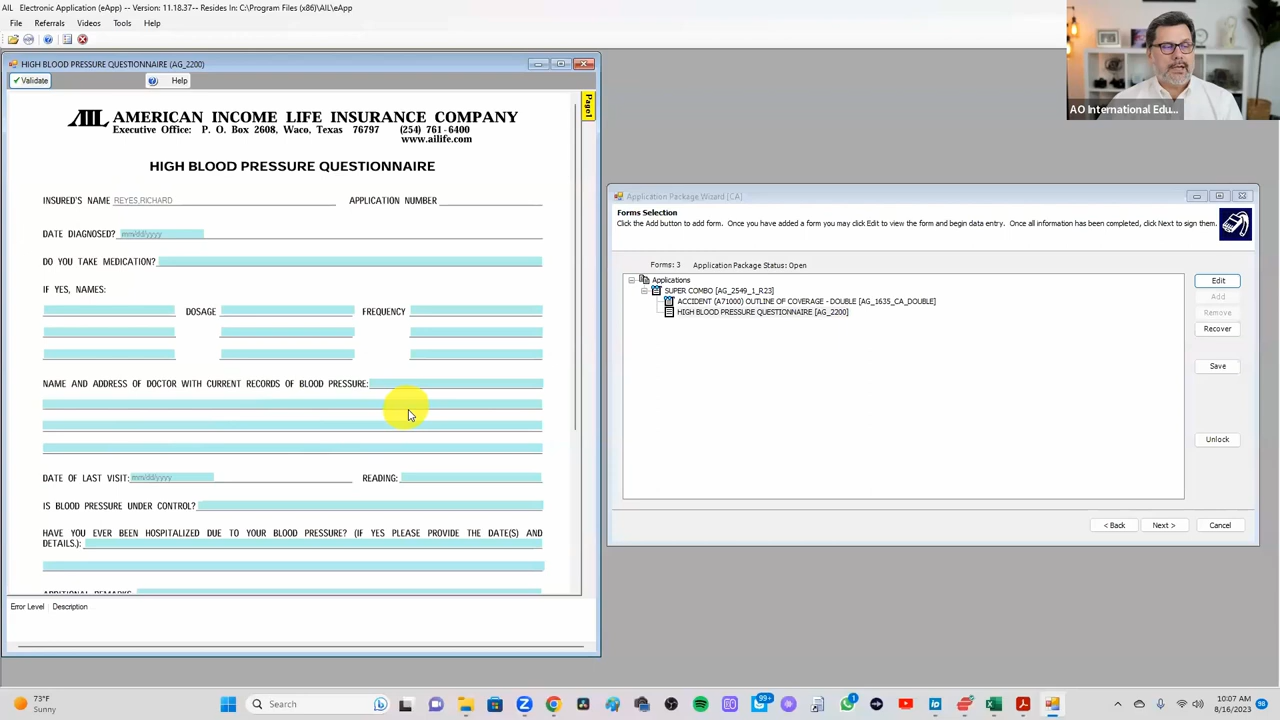 AIL Electronic Application (eApp) -- Version: 11.18.37-- Resides In: C:\Program Files (x86)\AIL\eApp
File Referrals Videos Tools Help
HIGH BLOOD PRESSURE QUESTIONNAIRE (AG_2200)
Validate Help
Page1
AIL AMERICAN INCOME LIFE INSURANCE COMPANY
Executive Office: P. O. Box 2608, Waco, Texas 76797 (254) 761-6400
www.ailife.com
HIGH BLOOD PRESSURE QUESTIONNAIRE
INSURED'S NAME REYES,RICHARD APPLICATION NUMBER
DATE DIAGNOSED? mm/dd/yyyy
DO YOU TAKE MEDICATION?
IF YES, NAMES:
DOSAGE FREQUENCY
NAME AND ADDRESS OF DOCTOR WITH CURRENT RECORDS OF BLOOD PRESSURE:
DATE OF LAST VISIT: mm/dd/yyyy READING:
IS BLOOD PRESSURE UNDER CONTROL?
HAVE YOU EVER BEEN HOSPITALIZED DUE TO YOUR BLOOD PRESSURE? (IF YES PLEASE PROVIDE THE DATE(S) AND
DETAILS.):
ADDITIONAL REMARKS
Error Level Description
AO International Edu...
Application Package Wizard [CA]
Forms Selection
Click the Add button to add form. Once you have added a form you may click Edit to view the form and begin data entry. Once all information has been completed, click Next to sign them.
Forms: 3 Application Package Status: Open
Applications
SUPER COMBO [AG_2549_1_R23]
ACCIDENT (A71000) OUTLINE OF COVERAGE - DOUBLE [AG_1635_CA_DOUBLE]
HIGH BLOOD PRESSURE QUESTIONNAIRE [AG_2200]
Edit
Add
Remove
Recover
Save
Unlock
< Back Next > Cancel
73°F
Sunny
Search
99+
1
10:07 AM
8/16/2023